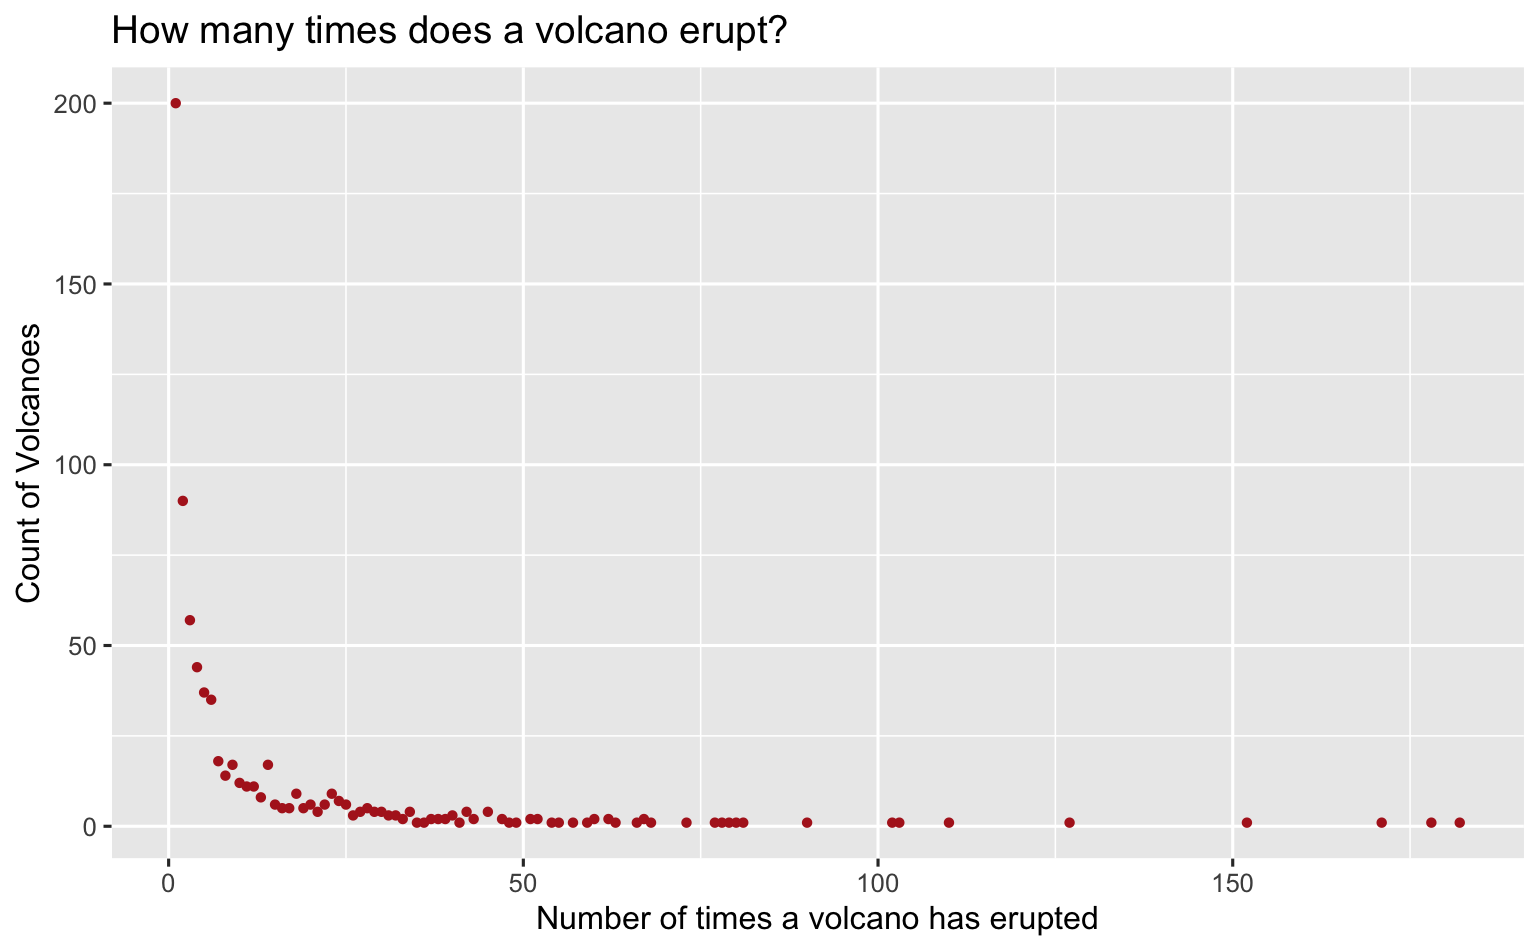 How many times does a volcano erupt?
200
150
100
50
0
Count of Volcanoes
0 50 100 150
Number of times a volcano has erupted